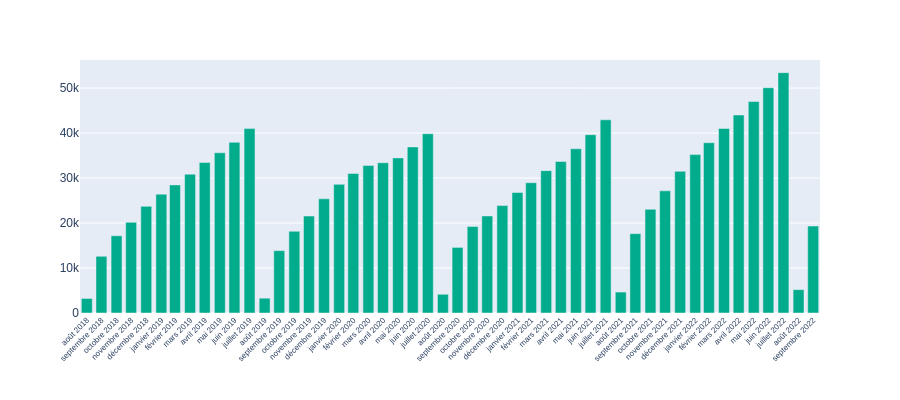 50k
40k
30k
20k
10k
0
août 2018
septembre 2018
octobre 2018
novembre 2018
décembre 2018
janvier 2019
février 2019
mars 2019
avril 2019
mai 2019
juin 2019
juillet 2019
août 2019
septembre 2019
octobre 2019
novembre 2019
décembre 2019
janvier 2020
février 2020
mars 2020
avril 2020
mai 2020
juin 2020
juillet 2020
août 2020
septembre 2020
octobre 2020
novembre 2020
décembre 2020
janvier 2021
février 2021
mars 2021
avril 2021
mai 2021
juin 2021
juillet 2021
août 2021
septembre 2021
octobre 2021
novembre 2021
décembre 2021
janvier 2022
février 2022
mars 2022
avril 2022
mai 2022
juin 2022
juillet 2022
août 2022
septembre 2022